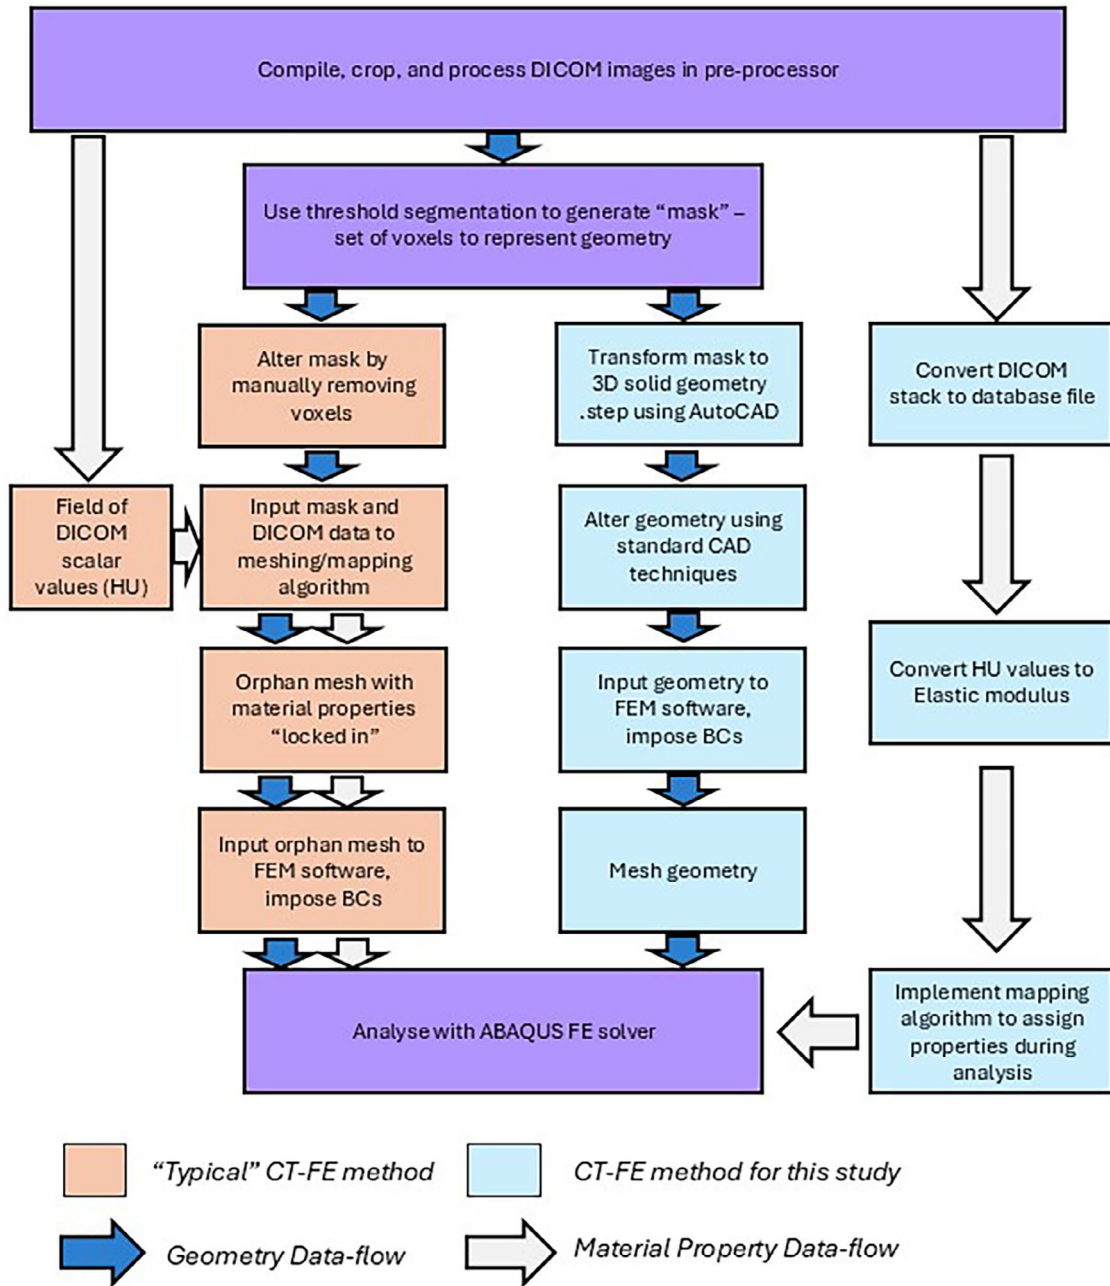 Compile, crop, and process DICOM images in pre-processor
Use threshold segmentation to generate “mask” –
set of voxels to represent geometry
Alter mask by
manually removing
voxels
Transform mask to
3D solid geometry
.step using AutoCAD
Convert DICOM
stack to database file
Field of
DICOM
scalar
values (HU)
Input mask and
DICOM data to
meshing/mapping
algorithm
Alter geometry using
standard CAD
techniques
Orphan mesh with
material properties
“locked in”
Input geometry to
FEM software,
impose BCs
Convert HU values to
Elastic modulus
Input orphan mesh to
FEM software,
impose BCs
Mesh geometry
Analyse with ABAQUS FE solver
Implement mapping
algorithm to assign
properties during
analysis
“Typical” CT-FE method
CT-FE method for this study
Geometry Data-flow
Material Property Data-flow